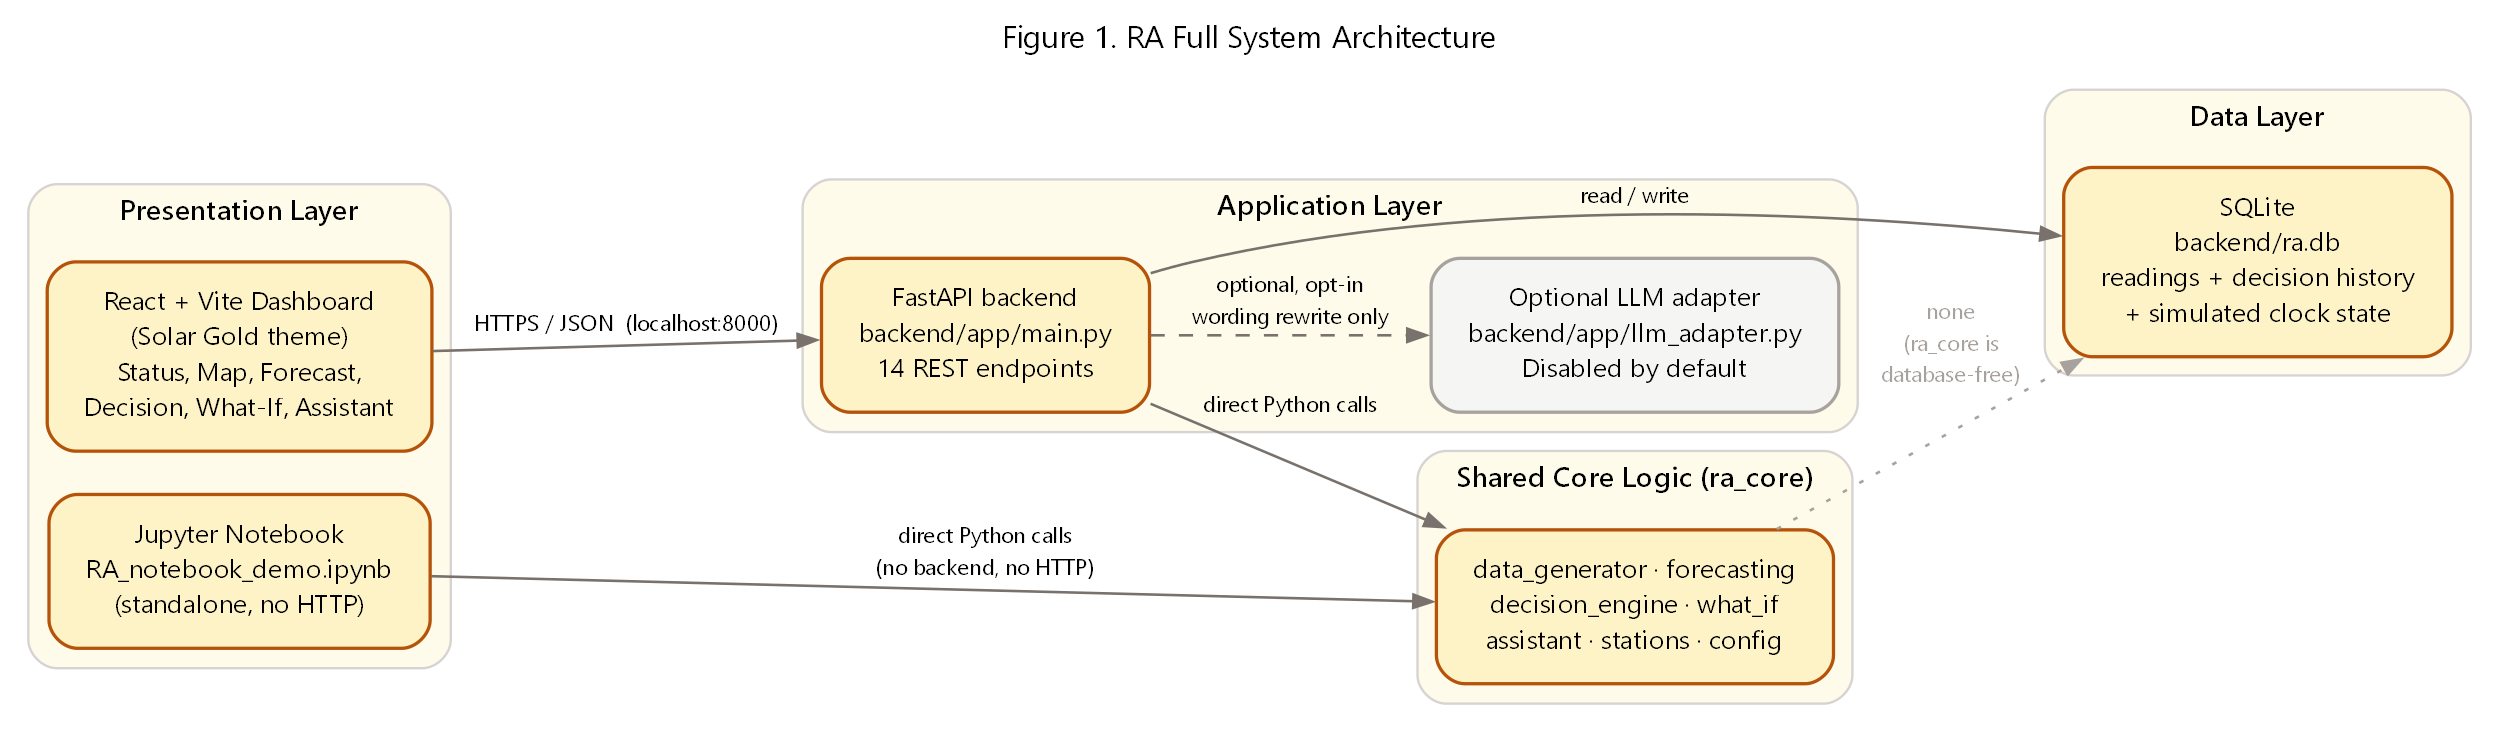 Figure 1. RA Full System Architecture
Presentation Layer
React + Vite Dashboard
(Solar Gold theme)
Status, Map, Forecast,
Decision, What-If, Assistant
Jupyter Notebook
RA_notebook_demo.ipynb
(standalone, no HTTP)
HTTPS / JSON  (localhost:8000)
direct Python calls
(no backend, no HTTP)
Application Layer
FastAPI backend
backend/app/main.py
14 REST endpoints
optional, opt-in
wording rewrite only
Optional LLM adapter
backend/app/llm_adapter.py
Disabled by default
read / write
direct Python calls
Shared Core Logic (ra_core)
data_generator · forecasting
decision_engine · what_if
assistant · stations · config
none
(ra_core is
database-free)
Data Layer
SQLite
backend/ra.db
readings + decision history
+ simulated clock state